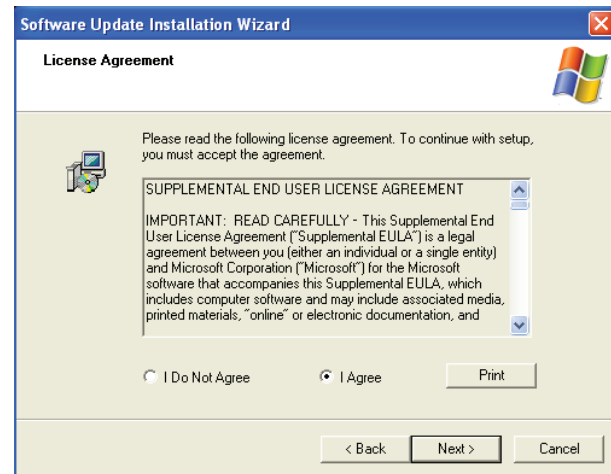 Software Update Installation Wizard
License Agreement
Please read the following license agreement. To continue with setup,
you must accept the agreement.
SUPPLEMENTAL END USER LICENSE AGREEMENT
IMPORTANT:  READ CAREFULLY - This Supplemental End
User License Agreement ("Supplemental EULA") is a legal
agreement between you (either an individual or a single entity)
and Microsoft Corporation ("Microsoft") for the Microsoft
software that accompanies this Supplemental EULA, which
includes computer software and may include associated media,
printed materials, "online" or electronic documentation, and
I Do Not Agree
I Agree
Print
< Back
Next >
Cancel